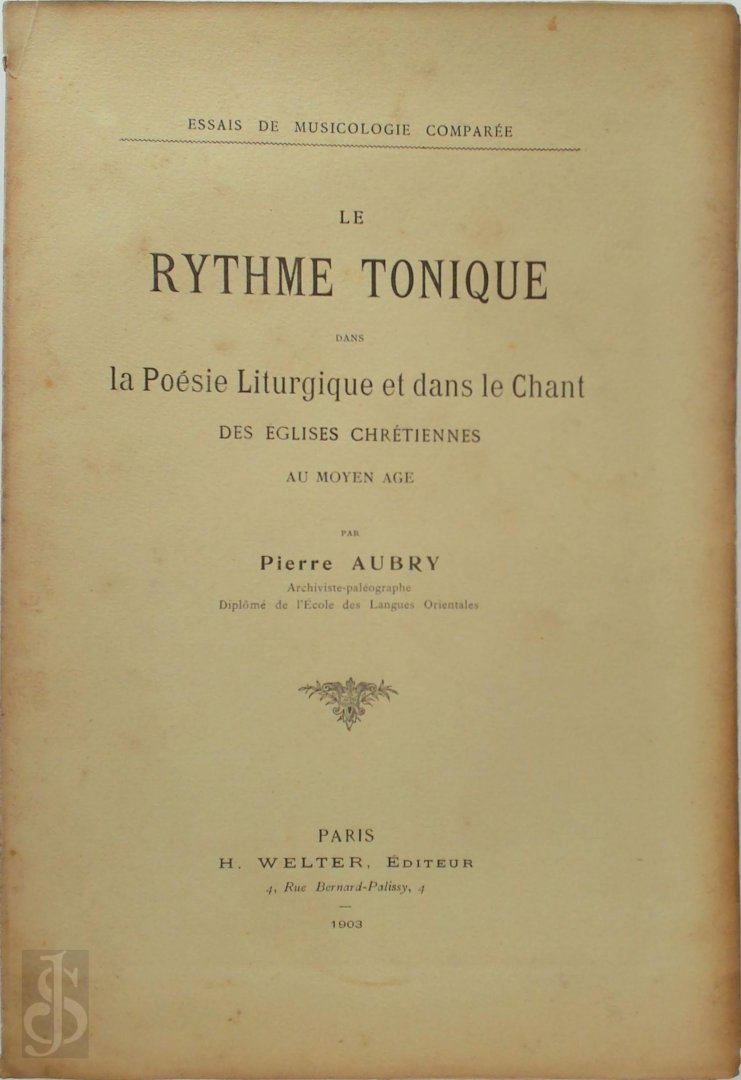 ESSAIS DE MUSICOLOGIE COMPARÉE
LE
RYTHME TONIQUE
DANS
la Poésie Liturgique et dans le Chant
DES EGLISES CHRÉTIENNES
AU MOYEN AGE
PAR
Pierre AUBRY
Archiviste-paléographe
Diplômé de l'École des Langues Orientales
PARIS
H. WELTER, ÉDITEUR
4, Rue Bernard-Palissy, 4
1903
JS